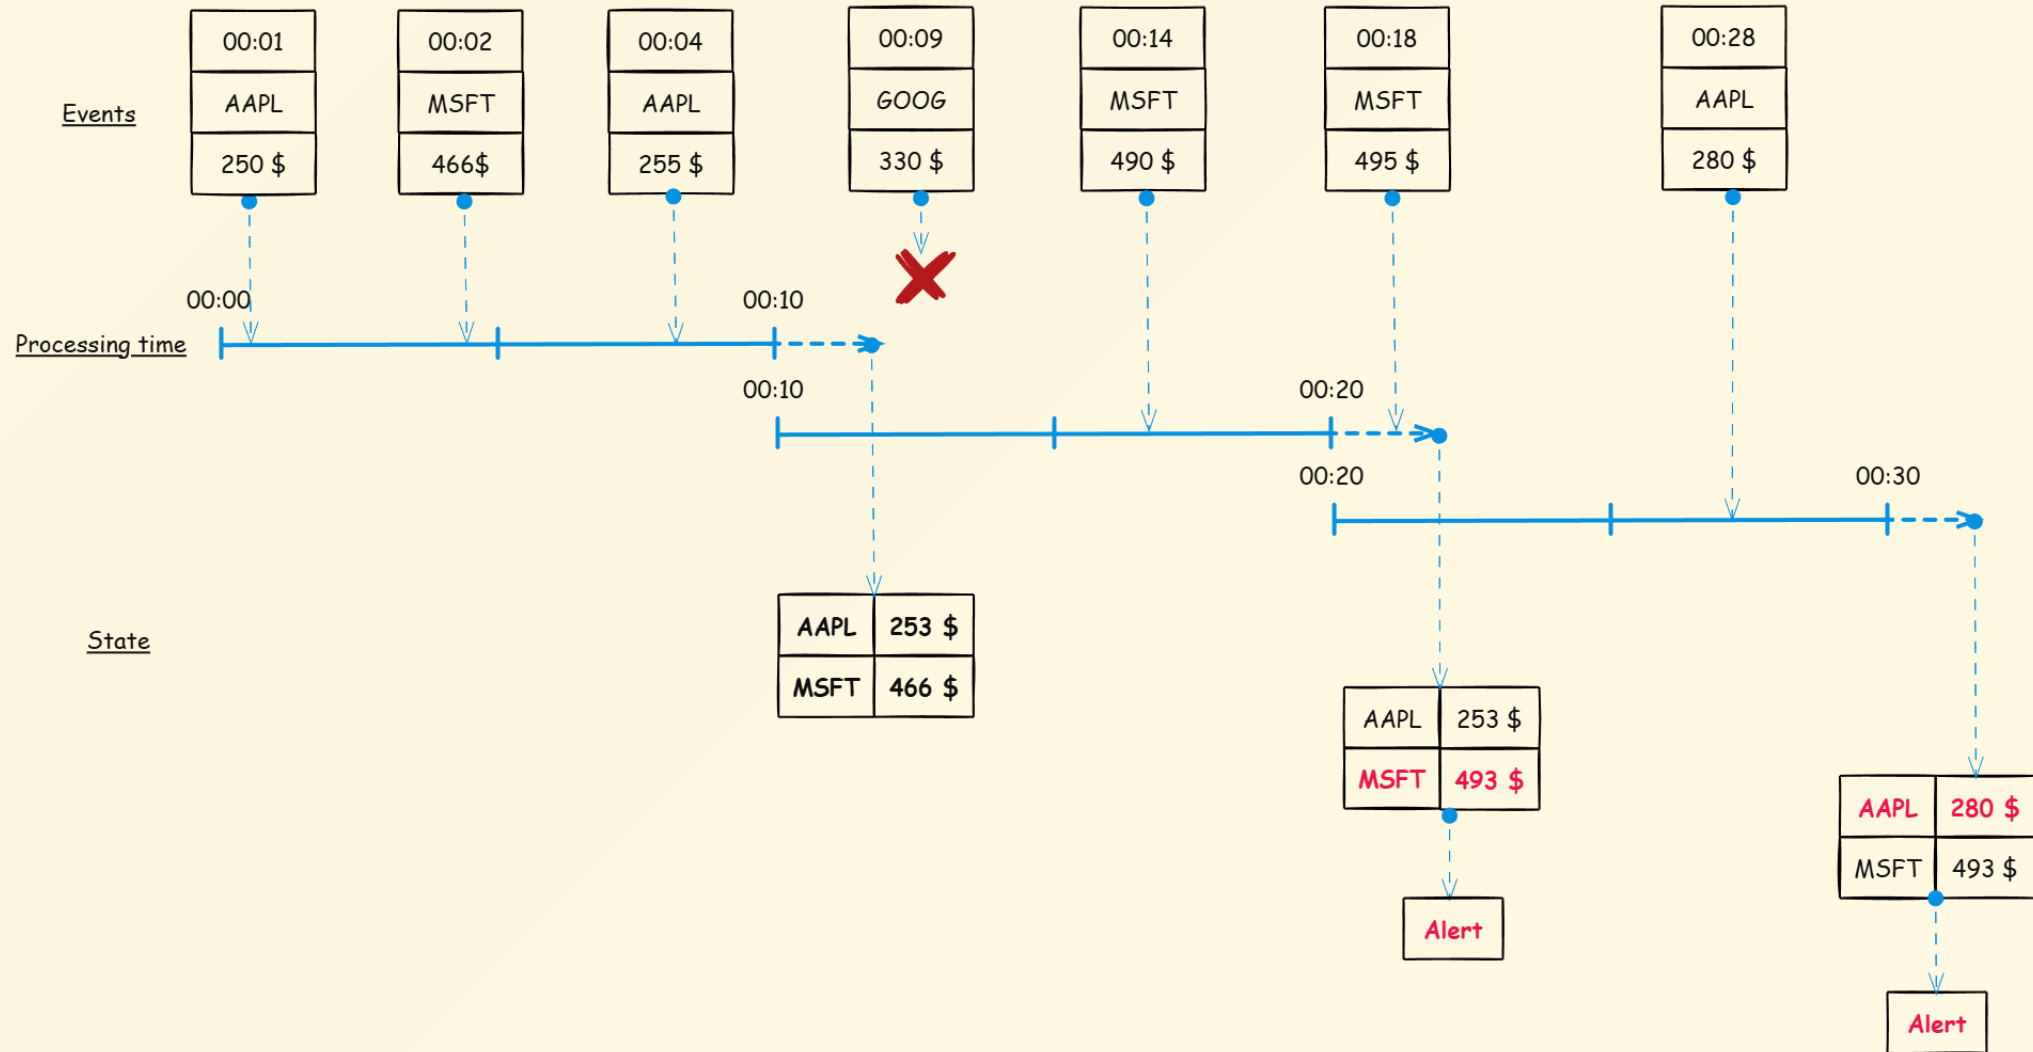 00:01
AAPL
250 $
00:02
MSFT
466$
00:04
AAPL
255 $
00:09
GOOG
330 $
00:14
MSFT
490 $
00:18
MSFT
495 $
00:28
AAPL
280 $
Events
00:00
00:10
Processing time
00:10
00:20
00:20
00:30
State
AAPL 253 $
MSFT 466 $
AAPL 253 $
MSFT 493 $
Alert
AAPL 280 $
MSFT 493 $
Alert